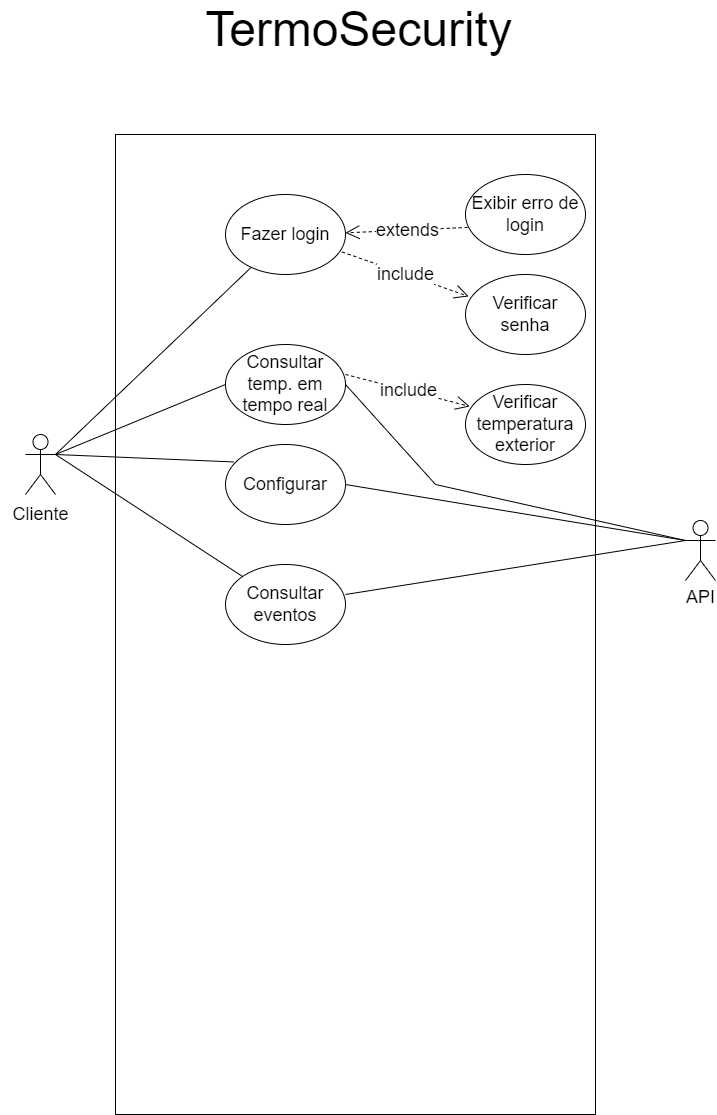 TermoSecurity
Exibir erro de
login
Fazer login
extends
include
Verificar
senha
Consultar
temp. em
tempo real
include
Verificar
temperatura
exterior
Configurar
Cliente
API
Consultar
eventos